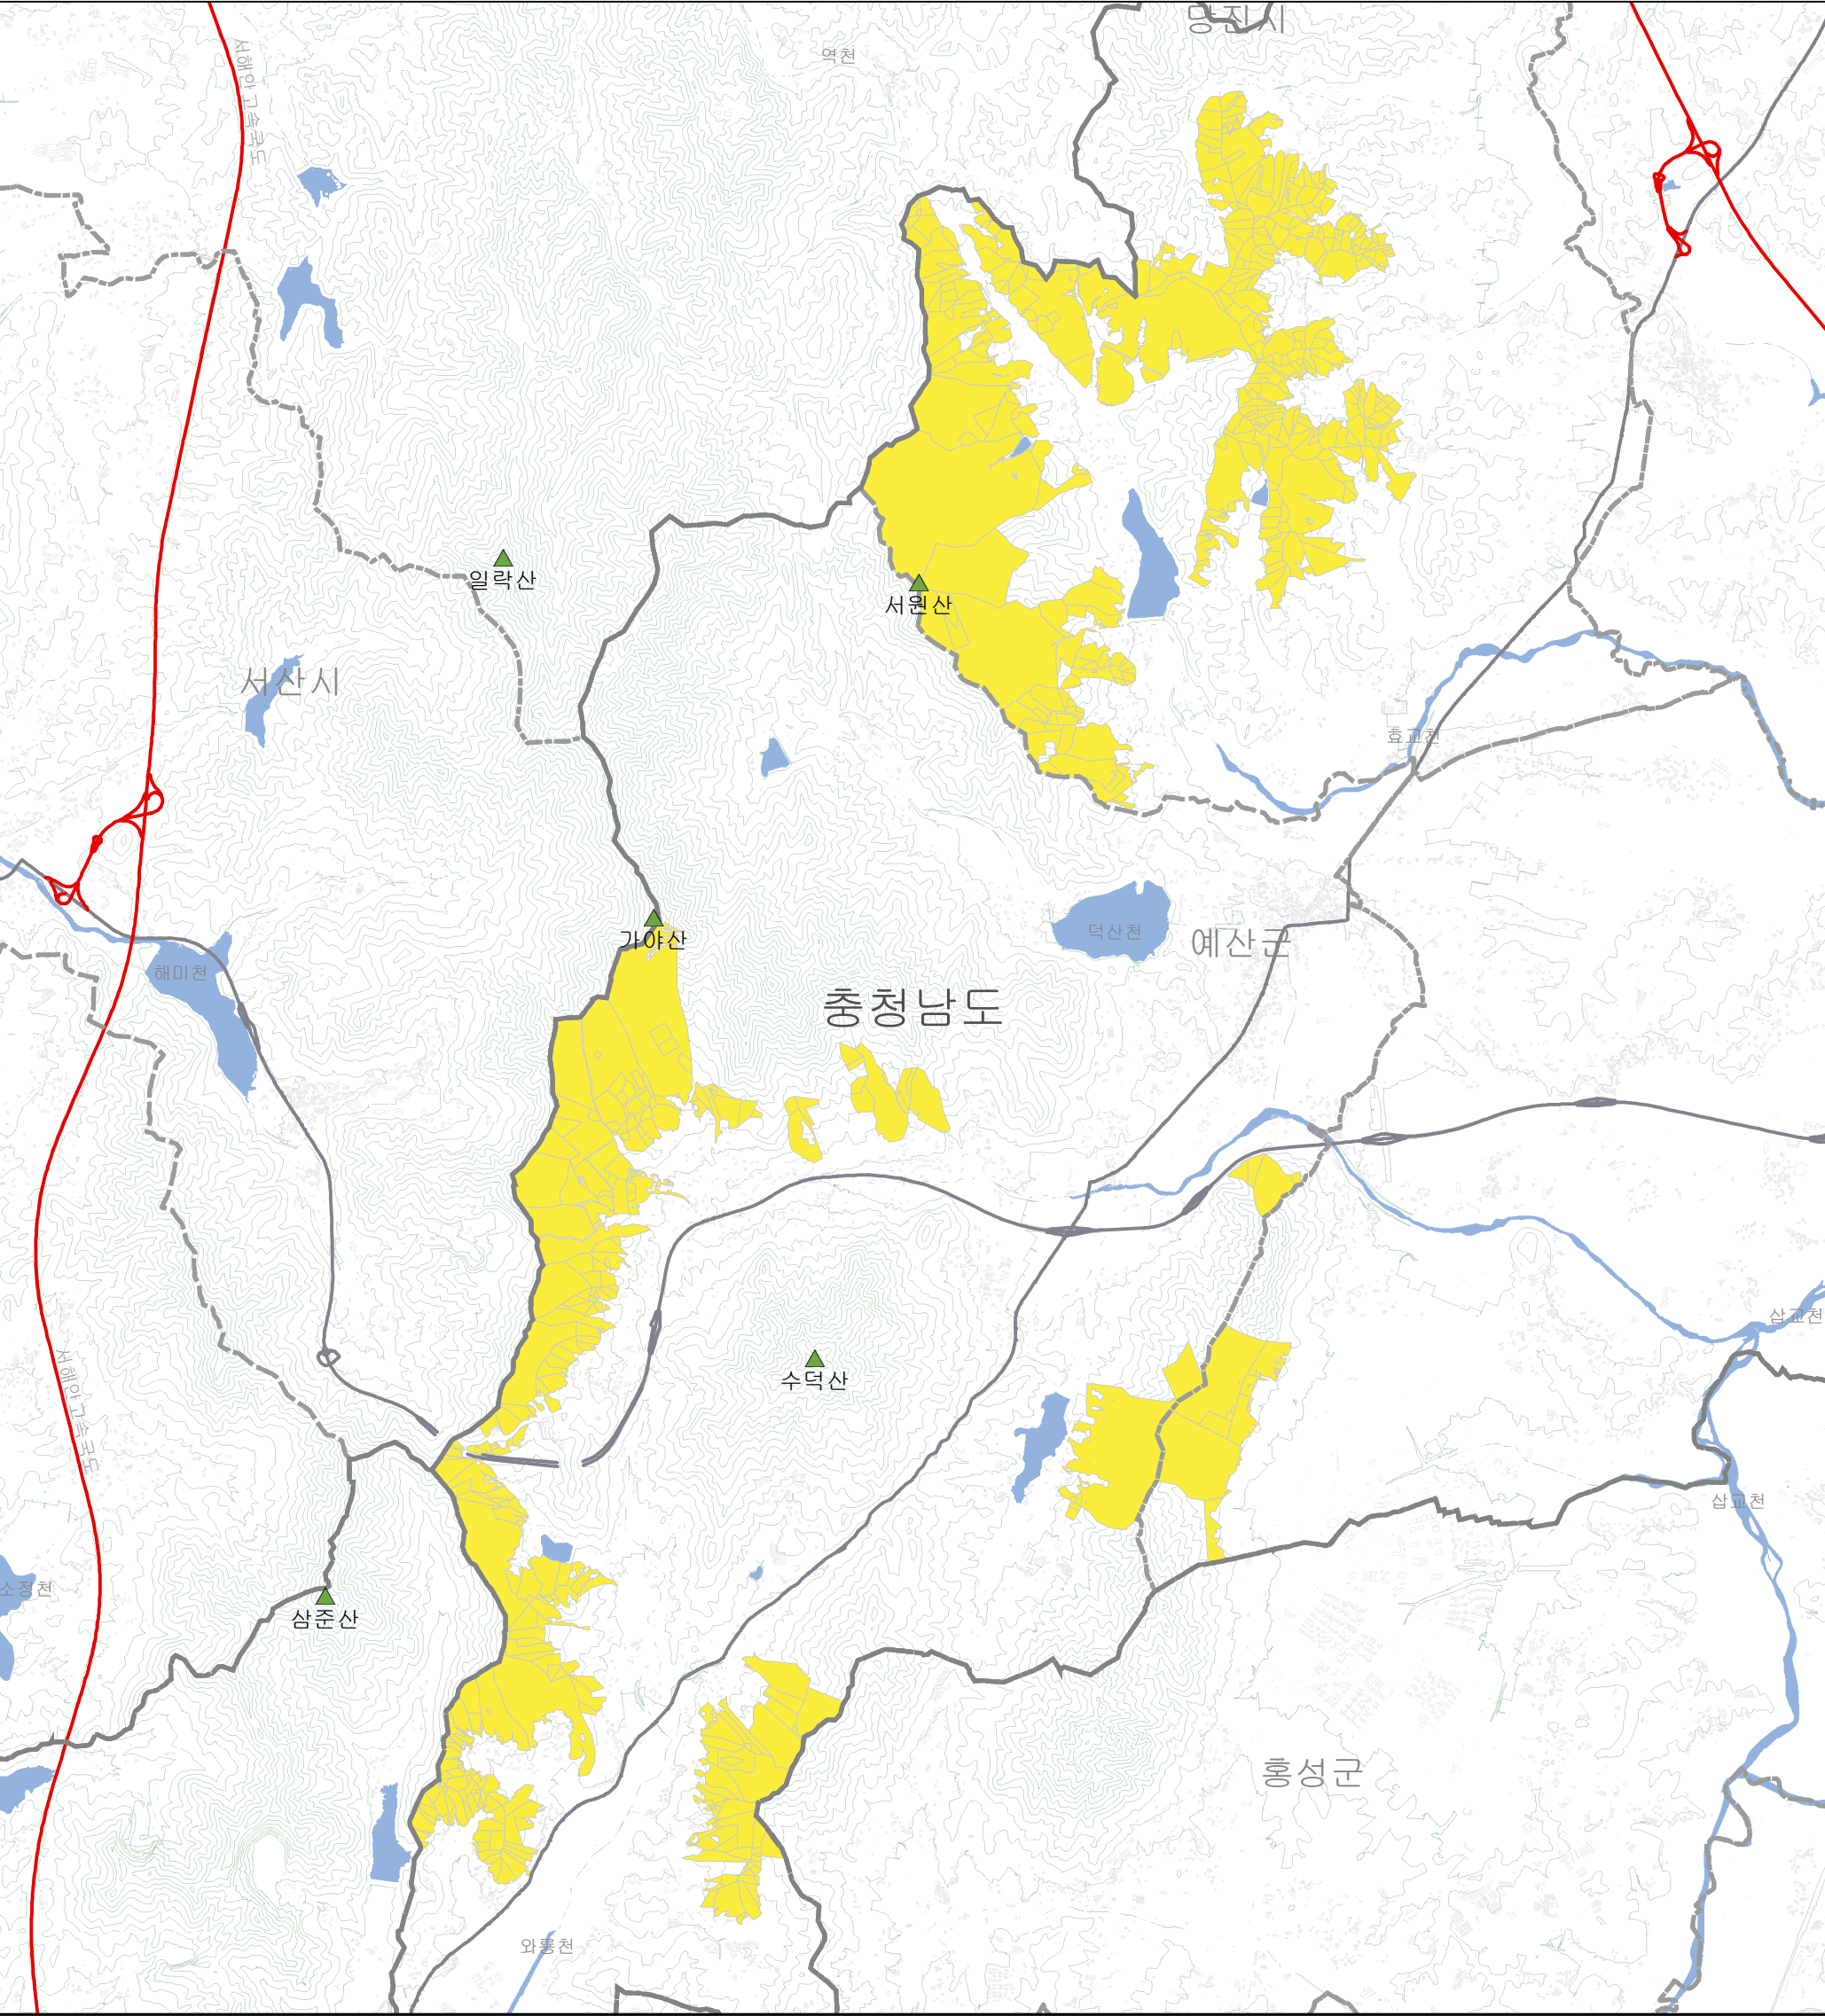 당진시
역천
서해안고속국도
일락산
서원산
서산시
효교천
가야산
덕산천
예산군
해미천
충청남도
삽교천
서해안고속국도
수덕산
삽교천
소정천
삼준산
홍성군
와룡천